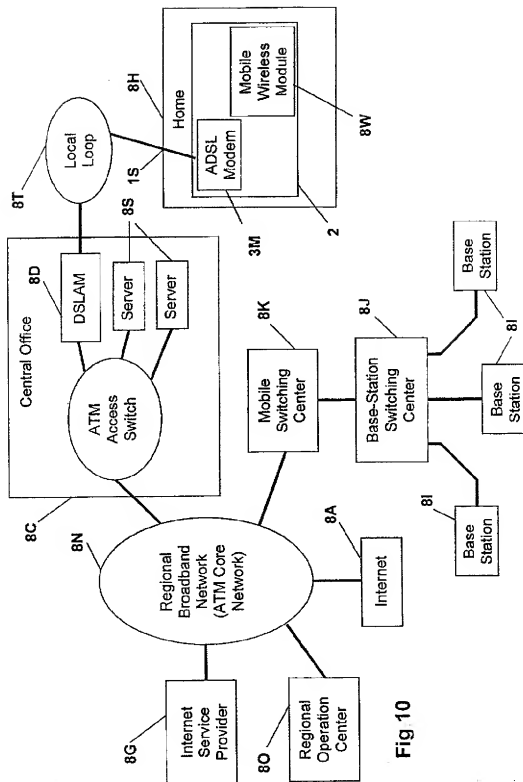 8T
Local
Loop
8H
Home
1S
ADSL
Modem
Mobile
Wireless
Module
3M
2
8W
Central Office
8D
8S
DSLAM
Server
Server
ATM
Access
Switch
8C
8N
Regional
Broadband
Network
(ATM Core
Network)
8K
Mobile
Switching
Center
8J
Base-Station
Switching
Center
Base
Station
8I
Base
Station
8I
Base
Station
8A
Internet
8G
Internet
Service
Provider
8O
Regional
Operation
Center
Fig 10